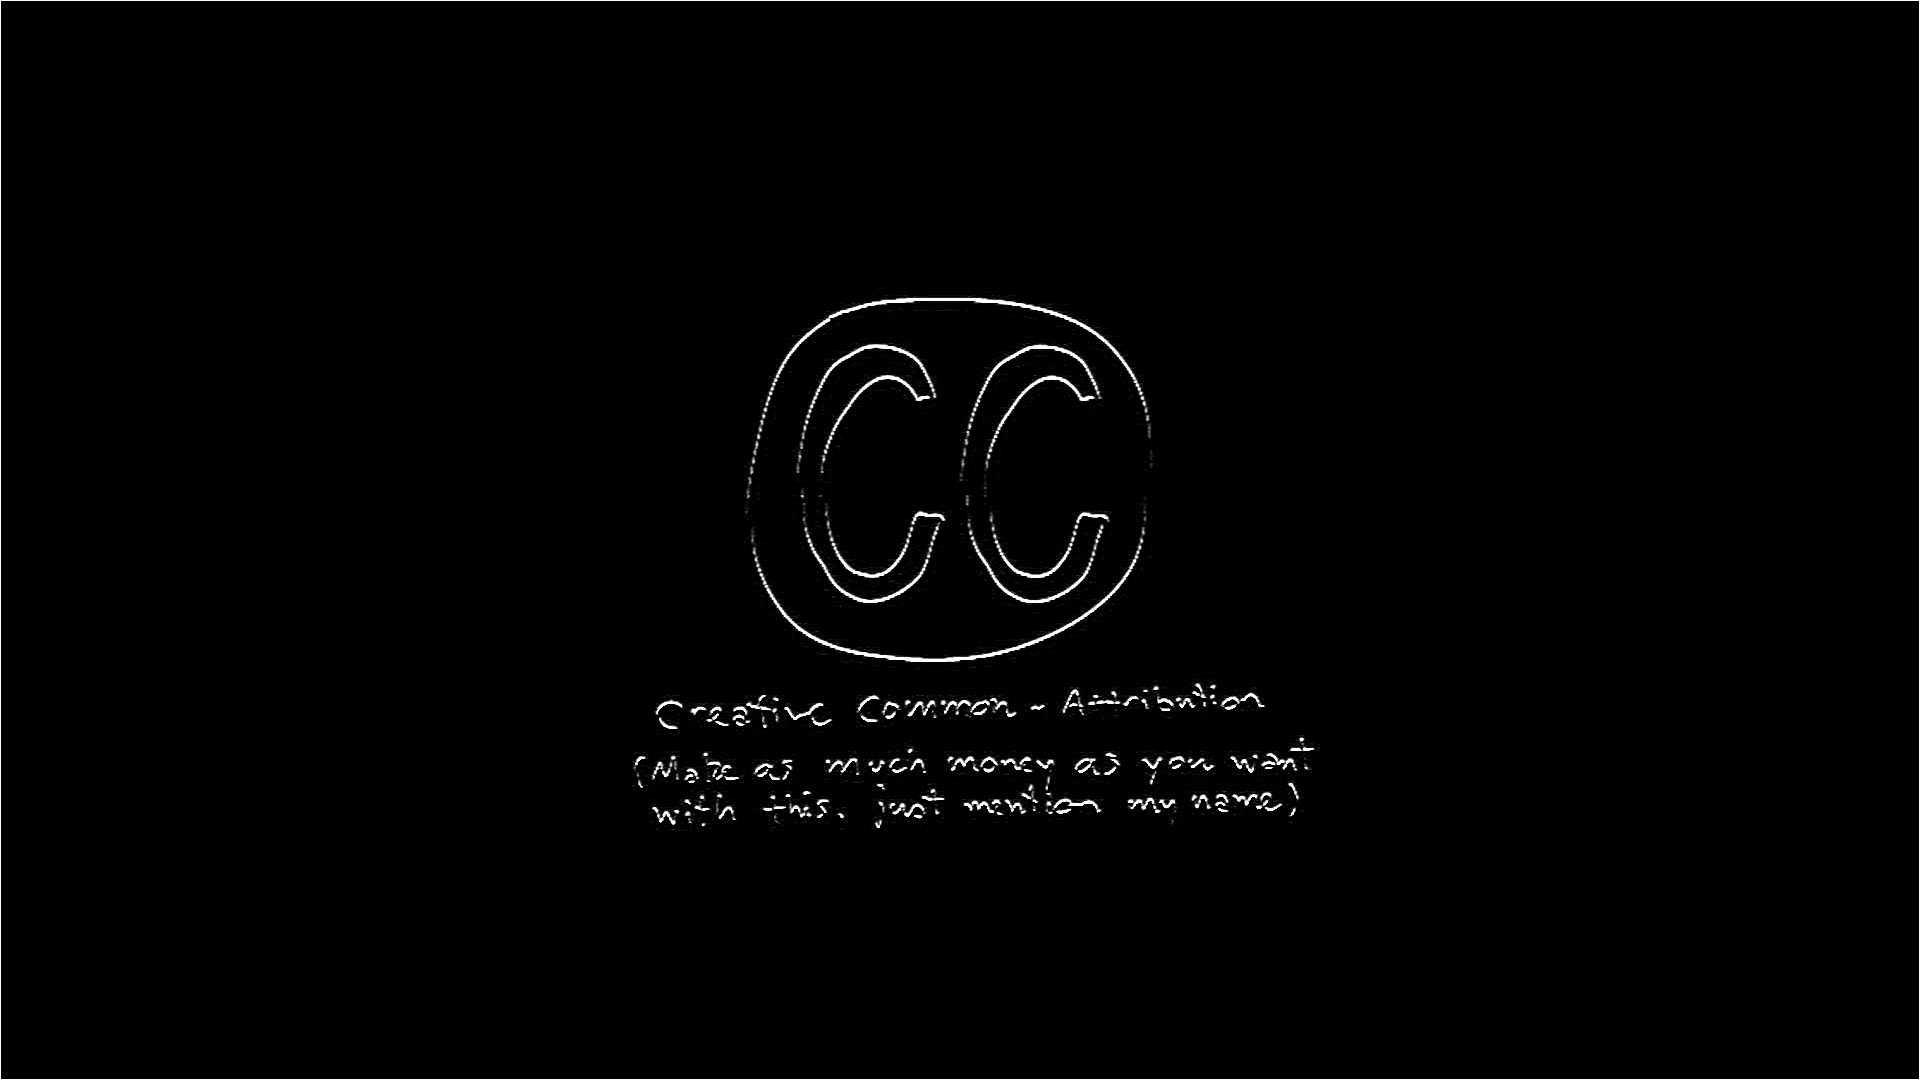 CC
Creative Common - Attribution
(Make as much money as you want
with this. just mention my name)